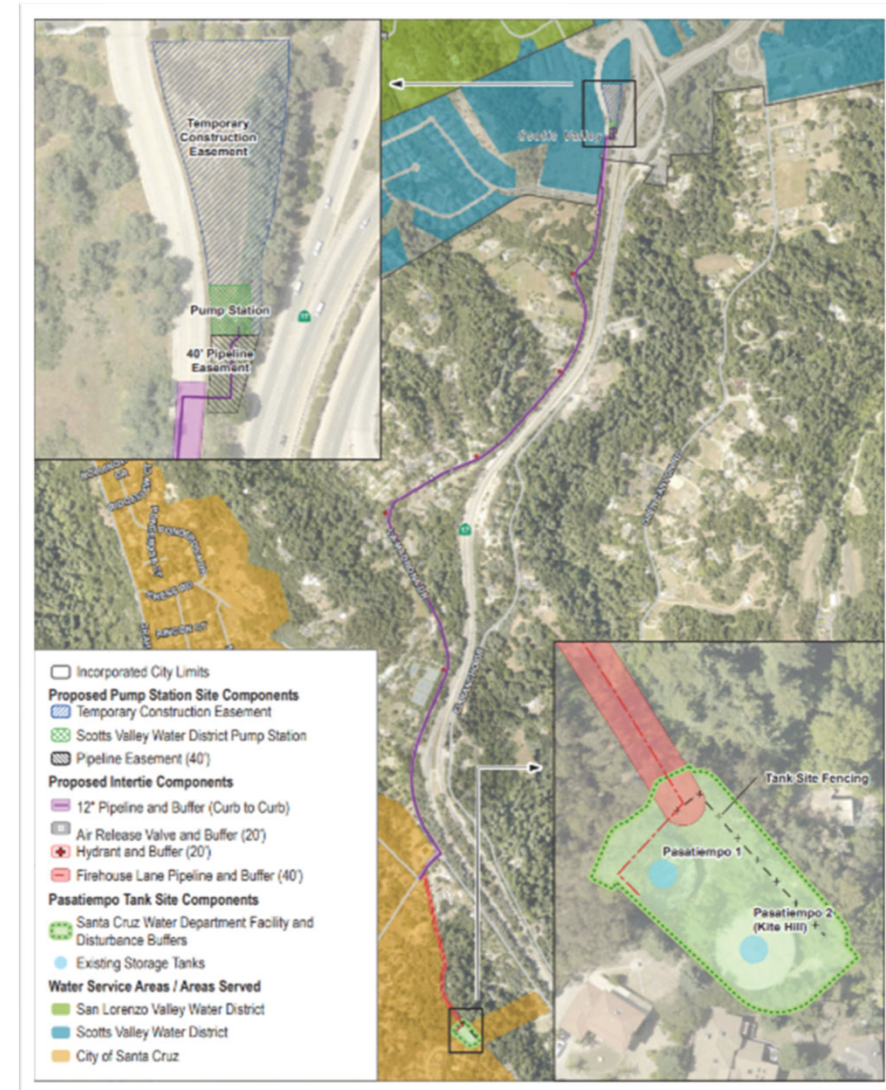 Temporary
Construction
Easement
Pump Station
40' Pipeline
Easement
17
Scotts Valley
17
Tank Site Fencing
Pasatiempo 1
Pasatiempo 2
(Kite Hill)
Incorporated City Limits
Proposed Pump Station Site Components
Temporary Construction Easement
Scotts Valley Water District Pump Station
Pipeline Easement (40')
Proposed Intertie Components
12" Pipeline and Buffer (Curb to Curb)
Air Release Valve and Buffer (20')
Hydrant and Buffer (20')
Firehouse Lane Pipeline and Buffer (40')
Pasatiempo Tank Site Components
Santa Cruz Water Department Facility and
Disturbance Buffers
Existing Storage Tanks
Water Service Areas / Areas Served
San Lorenzo Valley Water District
Scotts Valley Water District
City of Santa Cruz